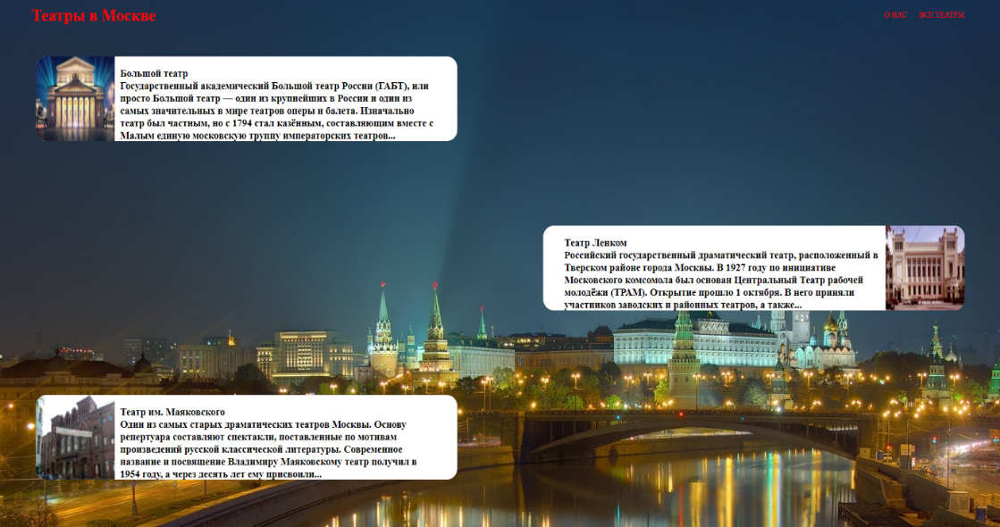 Театры в Москве
О НАС ВСЕ ТЕАТРЫ
Большой театр
Государственный академический Большой театр России (ГАБТ), или
просто Большой театр — один из крупнейших в России и один из
самых значительных в мире театров оперы и балета. Изначально
театр был частным, но с 1794 стал казённым, составляющим вместе с
Малым единую московскую труппу императорских театров...
Театр Ленком
Российский государственный драматический театр, расположенный в
Тверском районе города Москвы. В 1927 году по инициативе
Московского комсомола был основан Центральный Театр рабочей
молодёжи (ТРАМ). Открытие прошло 1 октября. В него приняли
участников заводских и районных театров, а также...
Театр им. Маяковского
Один из самых старых драматических театров Москвы. Основу
репертуара составляют спектакли, поставленные по мотивам
произведений русской классической литературы. Современное
название и посвящение Владимиру Маяковскому театр получил в
1954 году, а через десять лет ему присвоили...